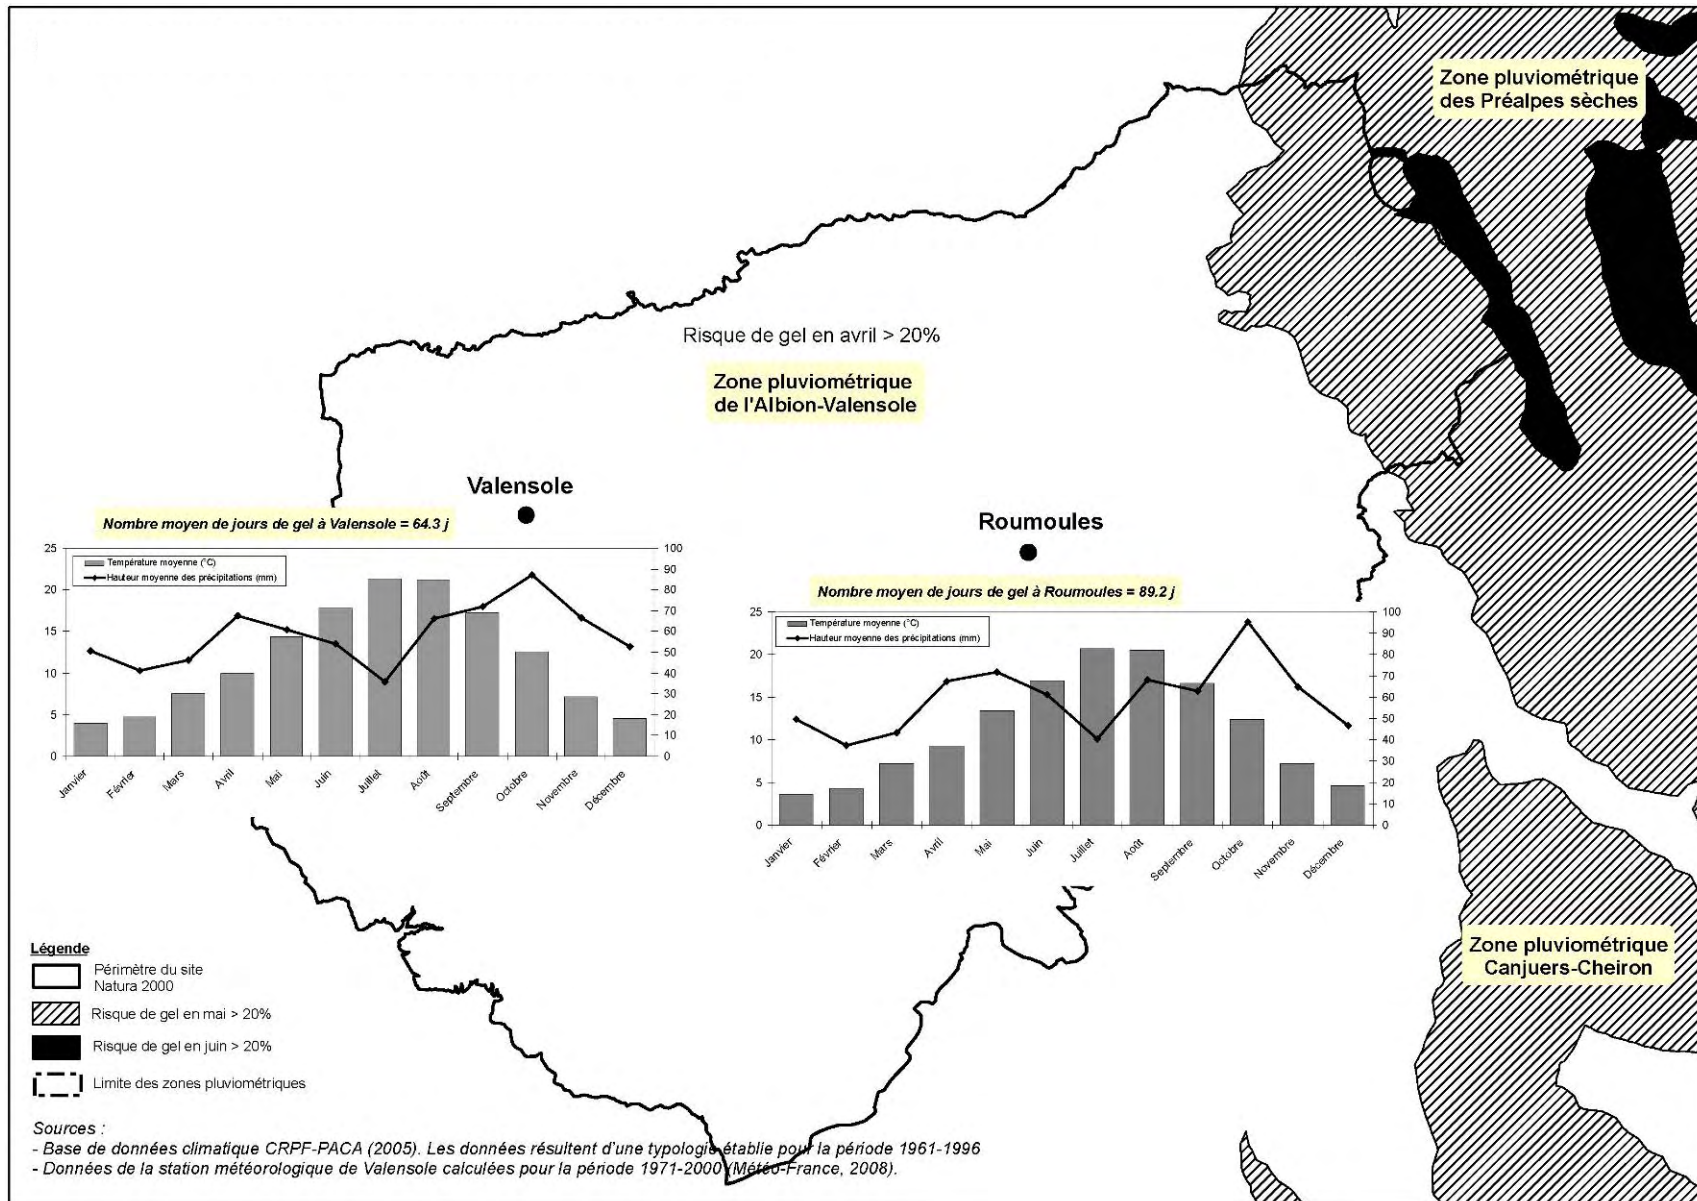 Zone pluviométrique
des Préalpes sèches
Risque de gel en avril > 20%
Zone pluviométrique
de l'Albion-Valensole
Valensole
Nombre moyen de jours de gel à Valensole = 64.3 j
25
20
15
10
5
0
Température moyenne (°C)
Hauteur moyenne des précipitations (mm)
100
90
80
70
60
50
40
30
20
10
0
Janvier
Février
Mars
Avril
Mai
Juin
Juillet
Août
Septembre
Octobre
Novembre
Décembre
Roumoules
Nombre moyen de jours de gel à Roumoules = 89.2 j
25
20
15
10
5
0
Température moyenne (°C)
Hauteur moyenne des précipitations (mm)
100
90
80
70
60
50
40
30
20
10
0
Janvier
Février
Mars
Avril
Mai
Juin
Juillet
Août
Septembre
Octobre
Novembre
Décembre
Zone pluviométrique
Canjuers-Cheiron
Légende
Périmètre du site
Natura 2000
Risque de gel en mai > 20%
Risque de gel en juin > 20%
Limite des zones pluviométriques
Sources :
- Base de données climatique CRPF-PACA (2005). Les données résultent d'une typologie établie pour la période 1961-1996
- Données de la station météorologique de Valensole calculées pour la période 1971-2000 (Météo-France, 2008).